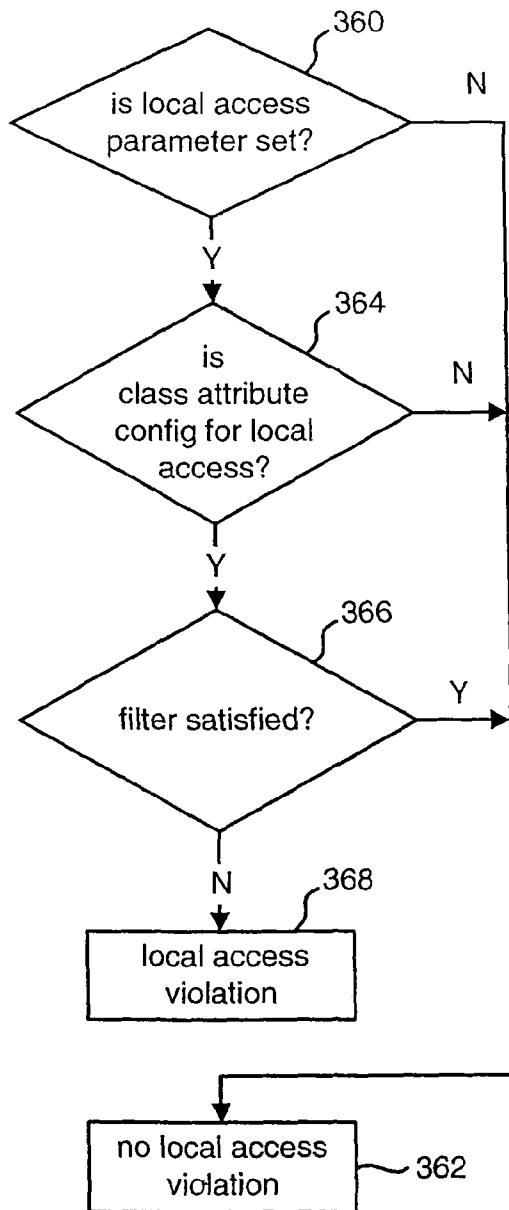 360
is local access
parameter set?
N
Y
364
is
class attribute
config for local
access?
N
Y
366
filter satisfied?
Y
N
368
local access
violation
no local access
violation
362